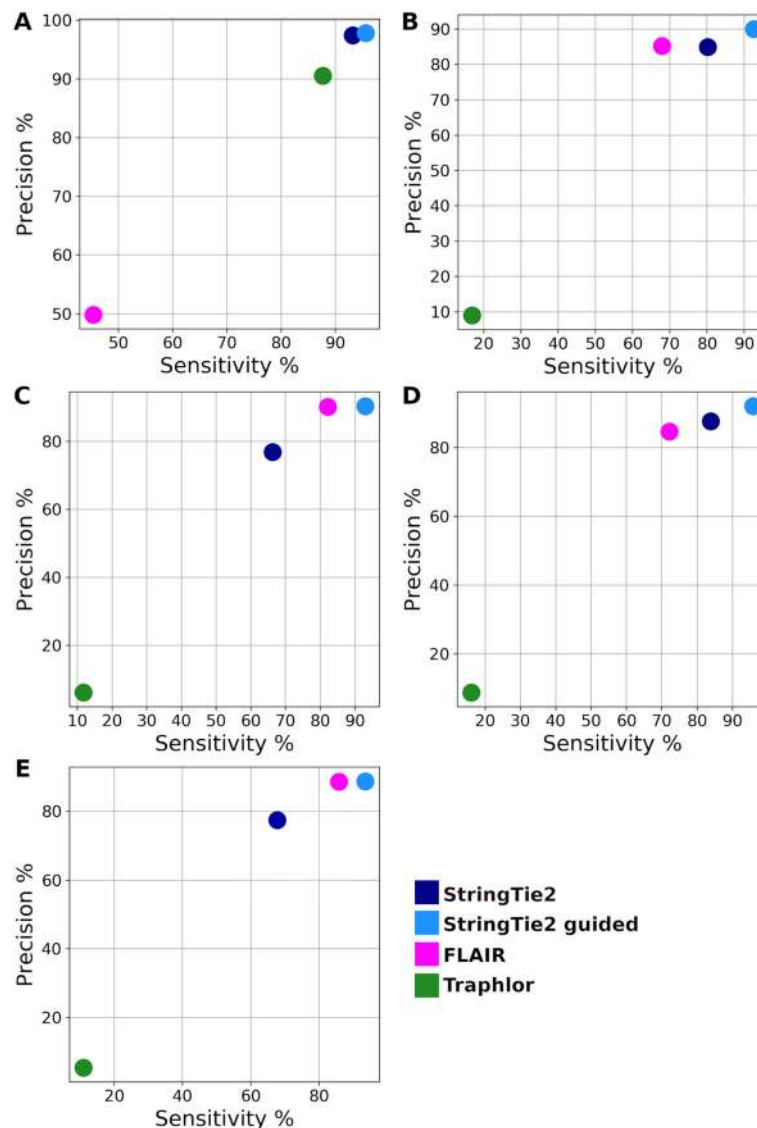 A
100
90
80
70
60
50
Precision %
50 60 70 80 90
Sensitivity %
B
90
80
70
60
50
40
30
20
10
Precision %
20 30 40 50 60 70 80 90
Sensitivity %
C
80
60
40
20
Precision %
10 20 30 40 50 60 70 80 90
Sensitivity %
D
80
60
40
20
Precision %
20 30 40 50 60 70 80 90
Sensitivity %
E
80
60
40
20
Precision %
20 40 60 80
Sensitivity %
StringTie2
StringTie2 guided
FLAIR
Traphlor